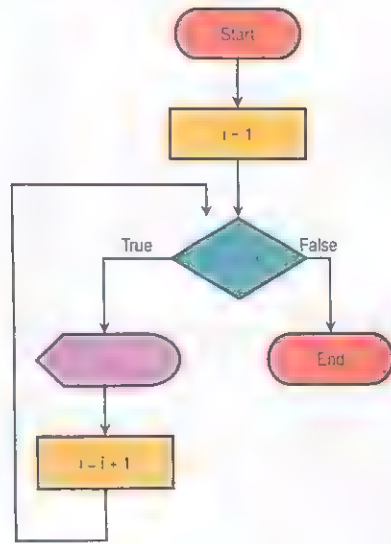 Start
i = 1
True
False
End
i = i + 1